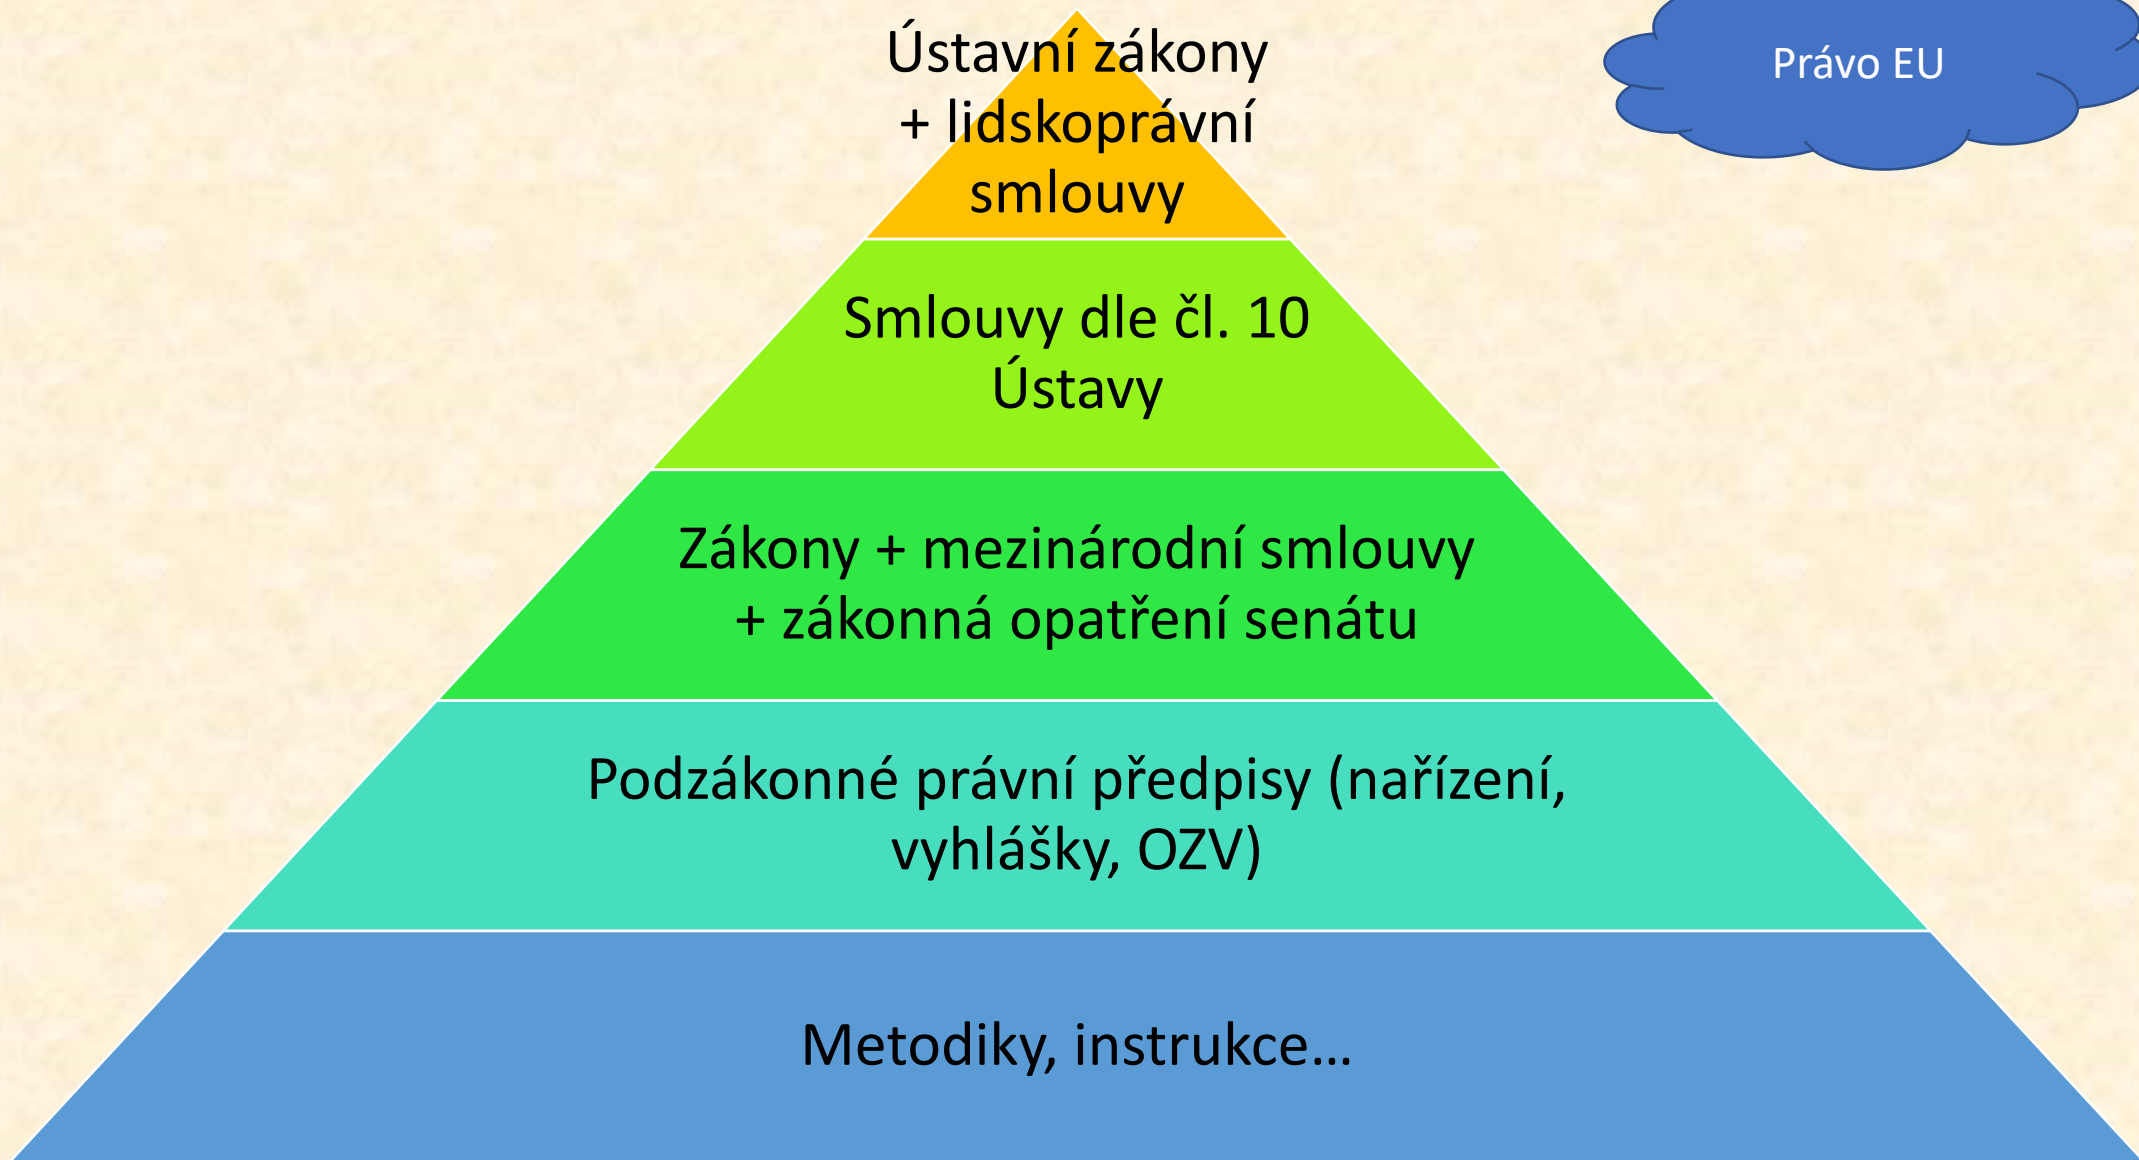 Ústavní zákony
+ lidskoprávní
smlouvy
Právo EU
Smlouvy dle čl. 10
Ústavy
Zákony + mezinárodní smlouvy
+ zákonná opatření senátu
Podzákonné právní předpisy (nařízení,
vyhlášky, OZV)
Metodiky, instrukce…